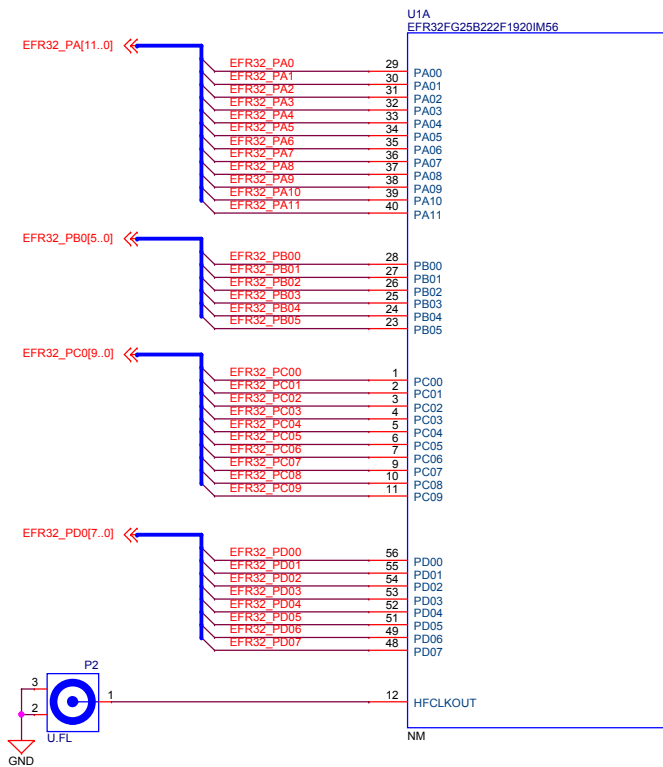 U1A
EFR32FG25B222F1920IM56
EFR32_PA[11..0]
EFR32_PA0 29 PA00
EFR32_PA1 30 PA01
EFR32_PA2 31 PA02
EFR32_PA3 32 PA03
EFR32_PA4 33 PA04
EFR32_PA5 34 PA05
EFR32_PA6 35 PA06
EFR32_PA7 36 PA07
EFR32_PA8 37 PA08
EFR32_PA9 38 PA09
EFR32_PA10 39 PA10
EFR32_PA11 40 PA11
EFR32_PB0[5..0]
EFR32_PB00 28 PB00
EFR32_PB01 27 PB01
EFR32_PB02 26 PB02
EFR32_PB03 25 PB03
EFR32_PB04 24 PB04
EFR32_PB05 23 PB05
EFR32_PC0[9..0]
EFR32_PC00 1 PC00
EFR32_PC01 2 PC01
EFR32_PC02 3 PC02
EFR32_PC03 4 PC03
EFR32_PC04 5 PC04
EFR32_PC05 6 PC05
EFR32_PC06 7 PC06
EFR32_PC07 9 PC07
EFR32_PC08 10 PC08
EFR32_PC09 11 PC09
EFR32_PD0[7..0]
EFR32_PD00 56 PD00
EFR32_PD01 55 PD01
EFR32_PD02 54 PD02
EFR32_PD03 53 PD03
EFR32_PD04 52 PD04
EFR32_PD05 51 PD05
EFR32_PD06 49 PD06
EFR32_PD07 48 PD07
P2
3
1 12 HFCLKOUT
2
U.FL
NM
GND